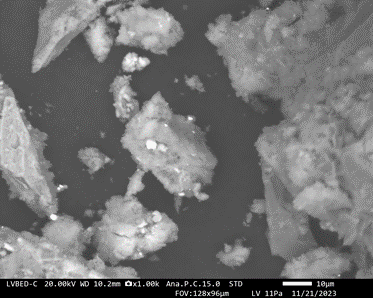 LVBED-C 20.00kV WD 10.2mm x1.00k Ana.P.C.15.0 STD 10µm
FOV:128x96µm LV 11Pa 11/21/2023